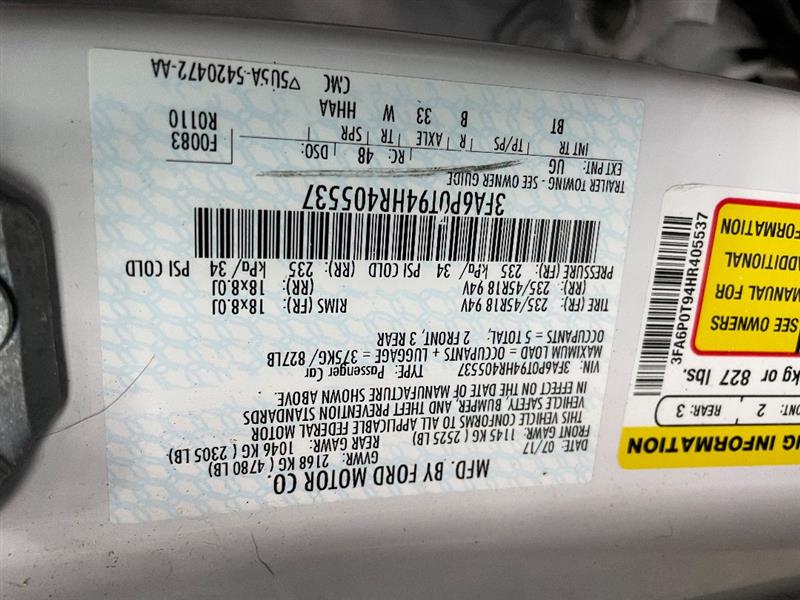 MFD. BY FORD MOTOR CO.
DATE: 07/17 GVWR: 2168 KG ( 4780 LB)
FRONT GAWR: 1145 KG ( 2525 LB) REAR GAWR: 1046 KG ( 2305 LB)
THIS VEHICLE CONFORMS TO ALL APPLICABLE FEDERAL MOTOR
VEHICLE SAFETY, BUMPER, AND THEFT PREVENTION STANDARDS
IN EFFECT ON THE DATE OF MANUFACTURE SHOWN ABOVE.
VIN: 3FA6P0T94HR405537 TYPE: Passenger Car
MAXIMUM LOAD = OCCUPANTS + LUGGAGE = 375KG/ 827LB
OCCUPANTS = 5 TOTAL: 2 FRONT, 3 REAR
TIRE (FR): 235/45R18 94V RIMS (FR): 18x8.0J
(RR): 235/45R18 94V (RR): 18x8.0J
PRESSURE (FR): 235 kPa/ 34 PSI COLD (RR): 235 kPa/ 34 PSI COLD
3FA6P0T94HR405537
TRAILER TOWING - SEE OWNER GUIDE
EXT PNT: UG RC: 48 DSO: F0083
INT TR TP/PS R AXLE TR SPR R0110
BT B 33 W HHAA
CMC ▽5U5A-5420472-AA
NG INFORMATION
ONT: 2 REAR: 3
kg or 827 lbs.
SEE OWNERS
MANUAL FOR
ADDITIONAL
FORMATION
3FA6P0T94HR405537